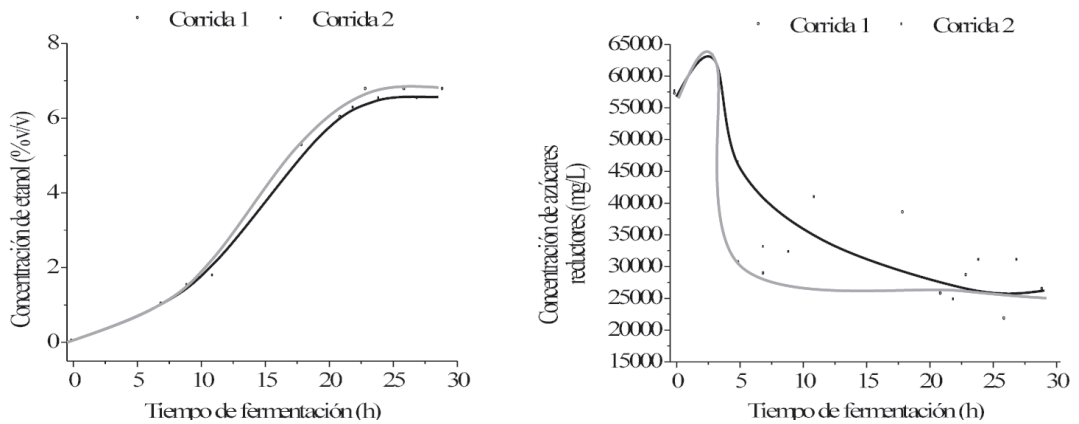 Corrida 1 Corrida 2
8
6
4
2
0
Concentración de etanol (% v/v)
0 5 10 15 20 25 30
Tiempo de fermentación (h)
Corrida 1 Corrida 2
65000
60000
55000
50000
45000
40000
35000
30000
25000
20000
15000
Concentración de azúcares
reductores (mg/L)
0 5 10 15 20 25 30
Tiempo de fermentación (h)